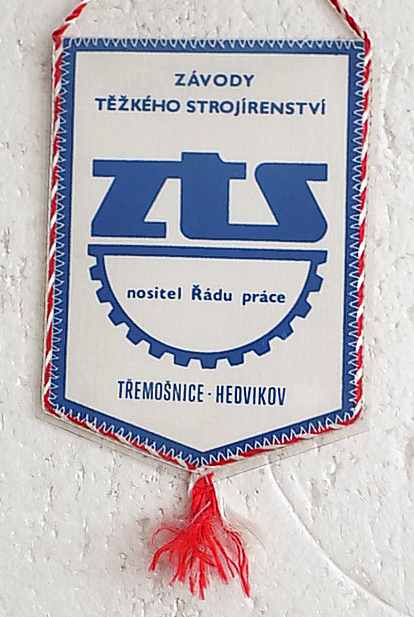 ZÁVODY
TĚŽKÉHO STROJÍRENSTVÍ
zts
nositel Řádu práce
TŘEMOŠNICE - HEDVIKOV